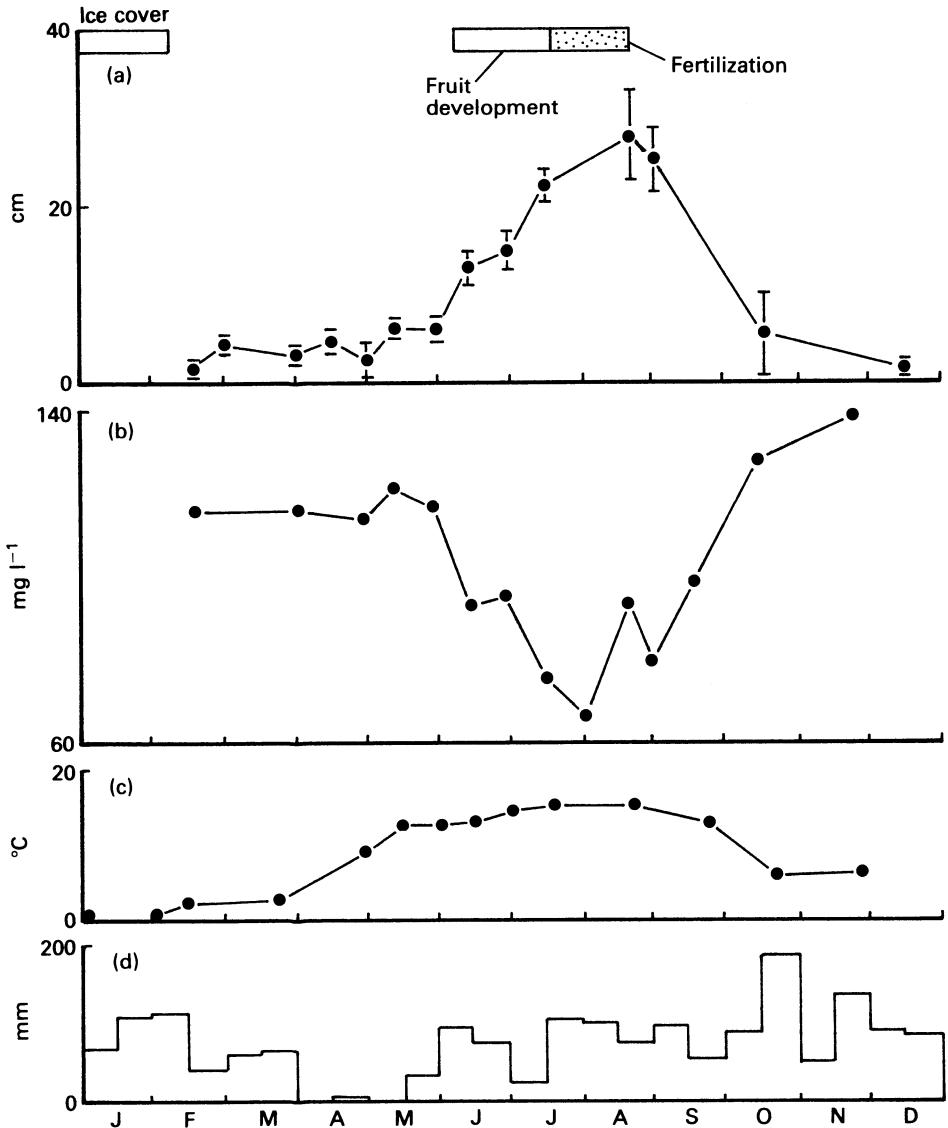 Ice cover
40
(a)
Fruit
development
Fertilization
cm
20
0
140
(b)
mg l⁻¹
60
20
(c)
°C
0
200
(d)
mm
0
J F M A M J J A S O N D